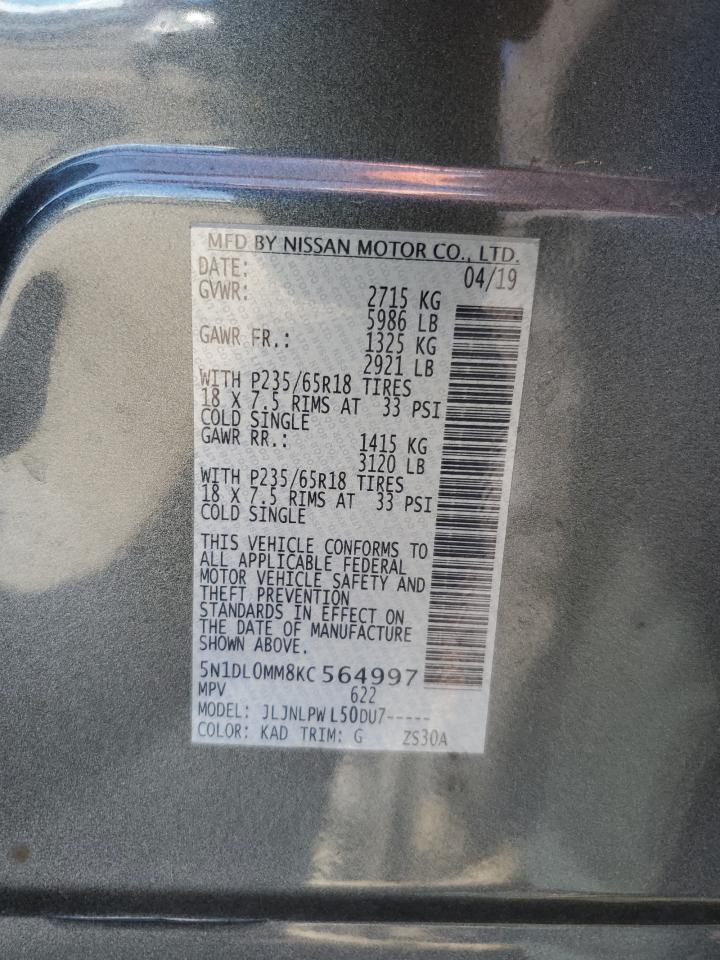 MFD BY NISSAN MOTOR CO., LTD.
DATE: 04/19
GVWR: 2715 KG
5986 LB
GAWR FR.: 1325 KG
2921 LB
WITH P235/65R18 TIRES
18 X 7.5 RIMS AT 33 PSI
COLD SINGLE
GAWR RR.: 1415 KG
3120 LB
WITH P235/65R18 TIRES
18 X 7.5 RIMS AT 33 PSI
COLD SINGLE
THIS VEHICLE CONFORMS TO
ALL APPLICABLE FEDERAL
MOTOR VEHICLE SAFETY AND
THEFT PREVENTION
STANDARDS IN EFFECT ON
THE DATE OF MANUFACTURE
SHOWN ABOVE.
5N1DL0MM8KC 564997
MPV 622
MODEL: JLJNLPW L50DU7-----
COLOR: KAD TRIM: G ZS30A